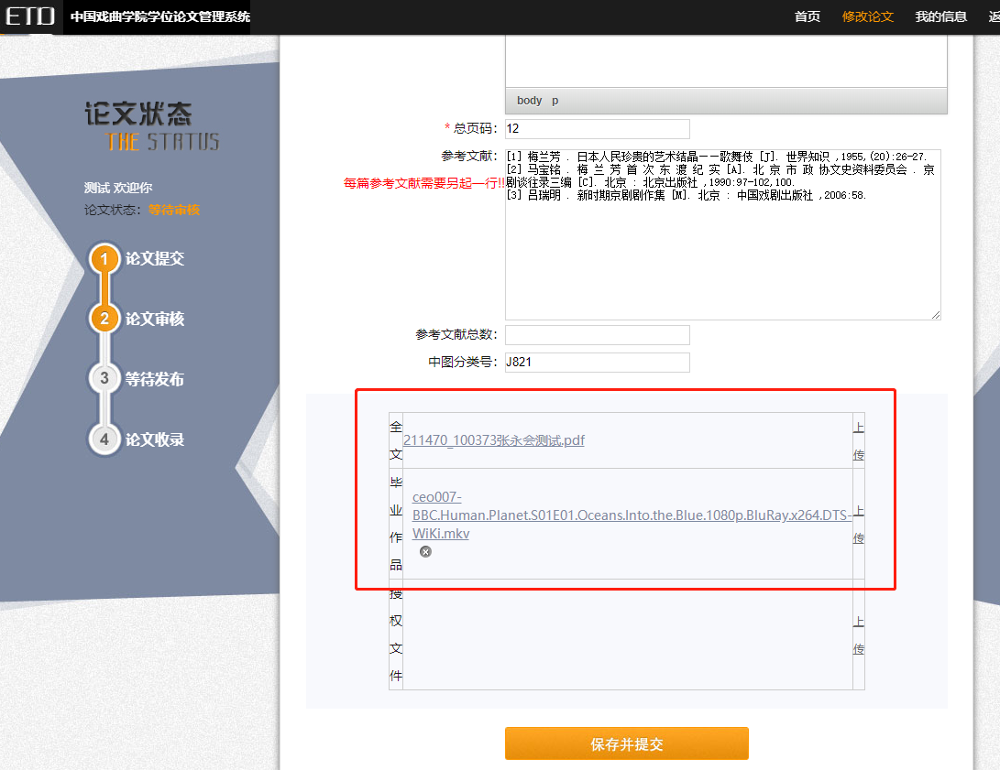 ETD 中国戏曲学院学位论文管理系统 首页 修改论文 我的信息 返
论文状态
THE STATUS
测试 欢迎你
论文状态：等待审核
1 论文提交
2 论文审核
3 等待发布
4 论文收录
body p
* 总页码： 12
参考文献：
每篇参考文献需要另起一行!!
[1] 梅兰芳 . 日本人民珍贵的艺术结晶——歌舞伎 [J]. 世界知识 ,1955,(20):26-27.
[2] 马宝铭 . 梅 兰 芳 首 次 东 渡 纪 实 [A]. 北 京 市 政 协文史资料委员会 . 京
剧谈往录三编 [C]. 北京 : 北京出版社 ,1990:97-102,100.
[3] 吕瑞明 . 新时期京剧剧作集 [M]. 北京 : 中国戏剧出版社 ,2006:58.
参考文献总数：
中图分类号： J821
全文
211470_100373张永会测试.pdf
上传
毕业作品
ceo007-
BBC.Human.Planet.S01E01.Oceans.Into.the.Blue.1080p.BluRay.x264.DTS-
WiKi.mkv
上传
授权文件
上传
保存并提交